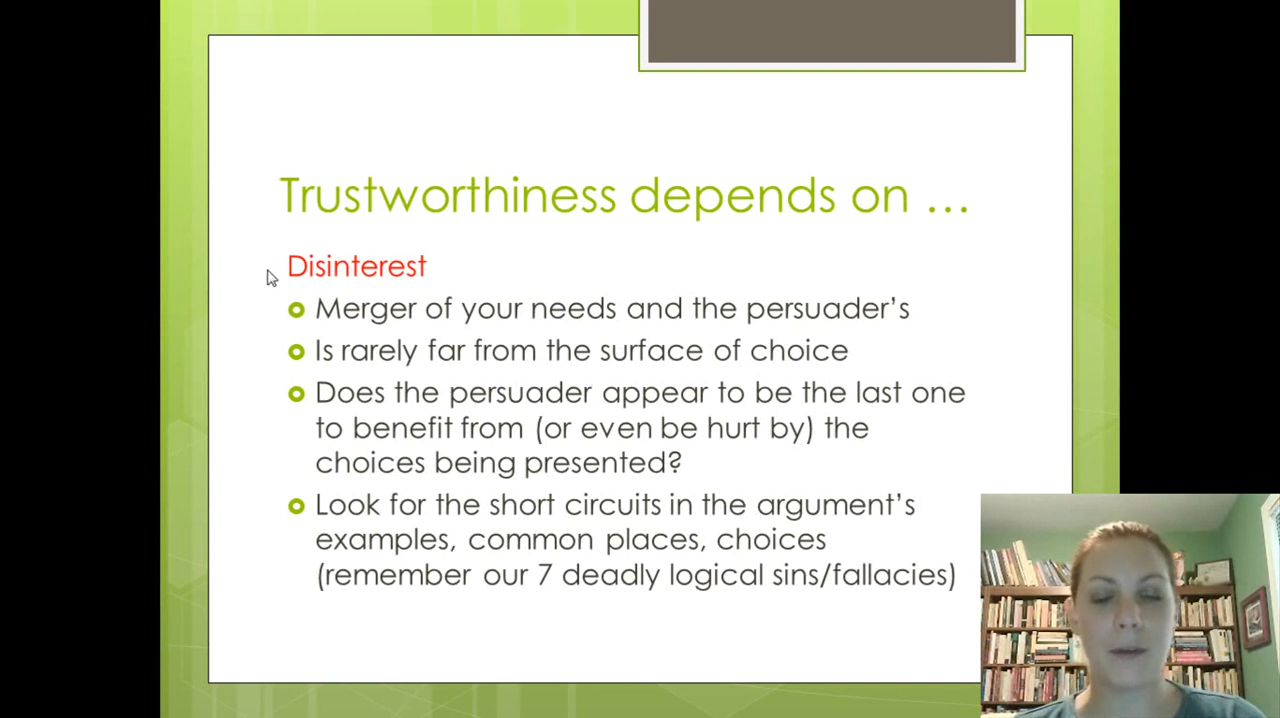 Trustworthiness depends on …
Disinterest
Merger of your needs and the persuader's
Is rarely far from the surface of choice
Does the persuader appear to be the last one
to benefit from (or even be hurt by) the
choices being presented?
Look for the short circuits in the argument's
examples, common places, choices
(remember our 7 deadly logical sins/fallacies)